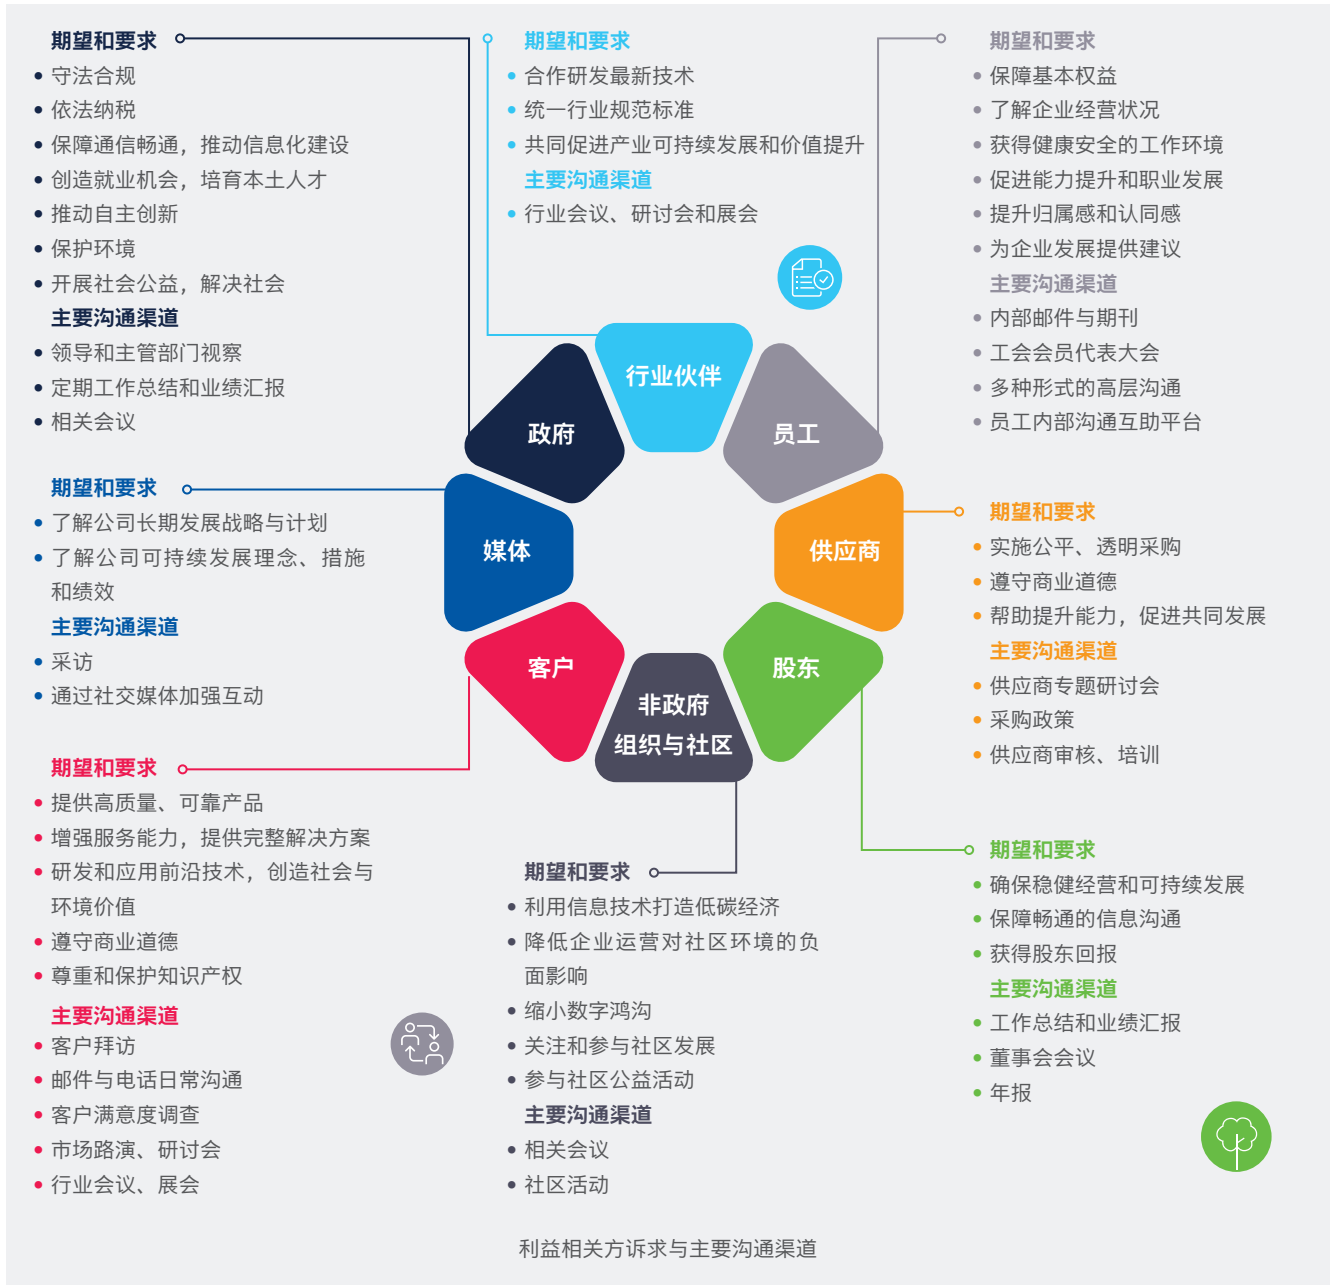 期望和要求
守法合规
依法纳税
保障通信畅通，推动信息化建设
创造就业机会，培育本土人才
推动自主创新
保护环境
开展社会公益，解决社会
主要沟通渠道
领导和主管部门视察
定期工作总结和业绩汇报
相关会议
期望和要求
合作研发最新技术
统一行业规范标准
共同促进产业可持续发展和价值提升
主要沟通渠道
行业会议、研讨会和展会
期望和要求
保障基本权益
了解企业经营状况
获得健康安全的工作环境
促进能力提升和职业发展
提升归属感和认同感
为企业发展提供建议
主要沟通渠道
内部邮件与期刊
工会会员代表大会
多种形式的高层沟通
员工内部沟通互助平台
行业伙伴
政府
员工
媒体
供应商
客户
股东
非政府
组织与社区
期望和要求
了解公司长期发展战略与计划
了解公司可持续发展理念、措施
和绩效
主要沟通渠道
采访
通过社交媒体加强互动
期望和要求
实施公平、透明采购
遵守商业道德
帮助提升能力，促进共同发展
主要沟通渠道
供应商专题研讨会
采购政策
供应商审核、培训
期望和要求
提供高质量、可靠产品
增强服务能力，提供完整解决方案
研发和应用前沿技术，创造社会与
环境价值
遵守商业道德
尊重和保护知识产权
主要沟通渠道
客户拜访
邮件与电话日常沟通
客户满意度调查
市场路演、研讨会
行业会议、展会
期望和要求
利用信息技术打造低碳经济
降低企业运营对社区环境的负
面影响
缩小数字鸿沟
关注和参与社区发展
参与社区公益活动
主要沟通渠道
相关会议
社区活动
期望和要求
确保稳健经营和可持续发展
保障畅通的信息沟通
获得股东回报
主要沟通渠道
工作总结和业绩汇报
董事会会议
年报
利益相关方诉求与主要沟通渠道